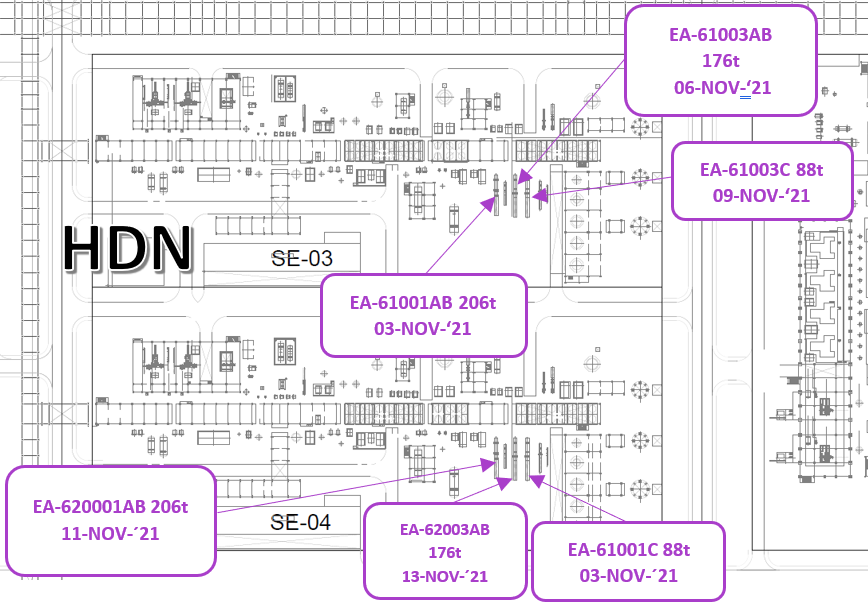 EA-61003AB
176t
06-NOV-‘21
EA-61003C 88t
09-NOV-‘21
HDN
SE-03
EA-61001AB 206t
03-NOV-‘21
EA-620001AB 206t
11-NOV-´21
SE-04
EA-62003AB
176t
13-NOV-´21
EA-61001C 88t
03-NOV-´21